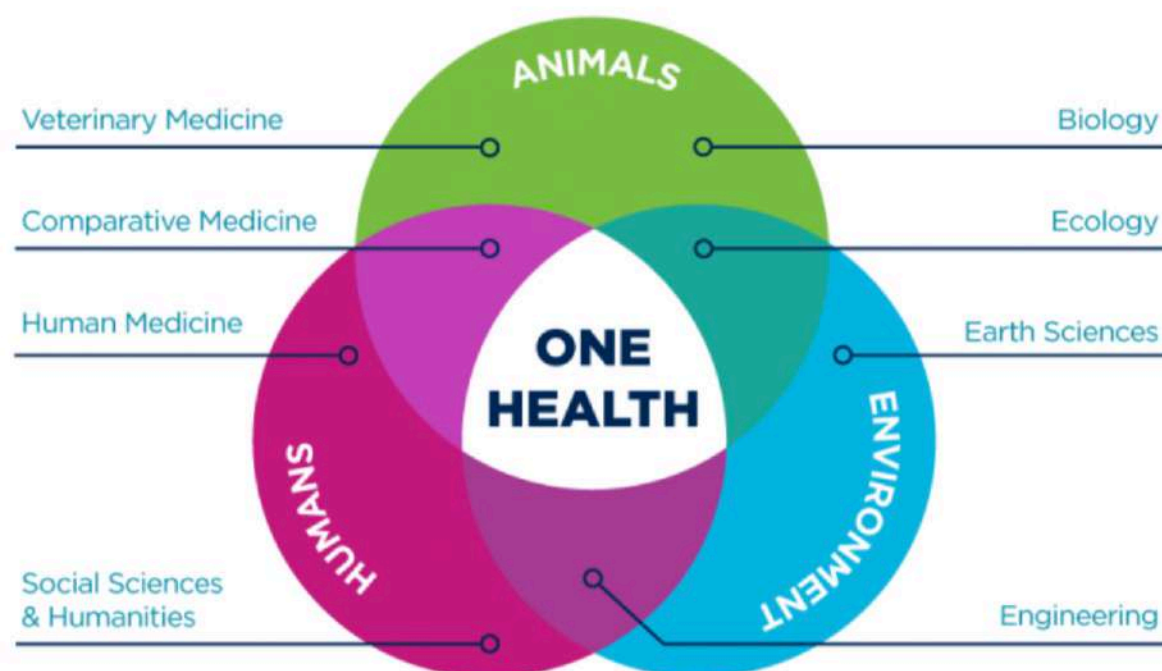 ANIMALS
Veterinary Medicine
Biology
Comparative Medicine
Ecology
Human Medicine
Earth Sciences
ONE
HEALTH
HUMANS
ENVIRONMENT
Social Sciences
& Humanities
Engineering